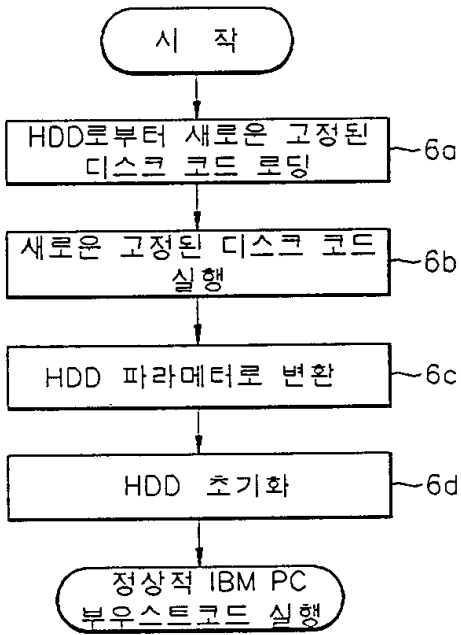 시 작
HDD로부터 새로운 고정된
디스크 코드 로딩
6a
새로운 고정된 디스크 코드
실행
6b
HDD 파라메터로 변환
6c
HDD 초기화
6d
정상적 IBM PC
부우스트코드 실행